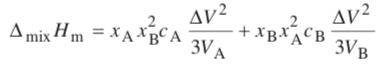 Δ_mix H_m = x_A x_B^2 c_A ΔV^2 / 3V_A + x_B x_A^2 c_B ΔV^2 / 3V_B